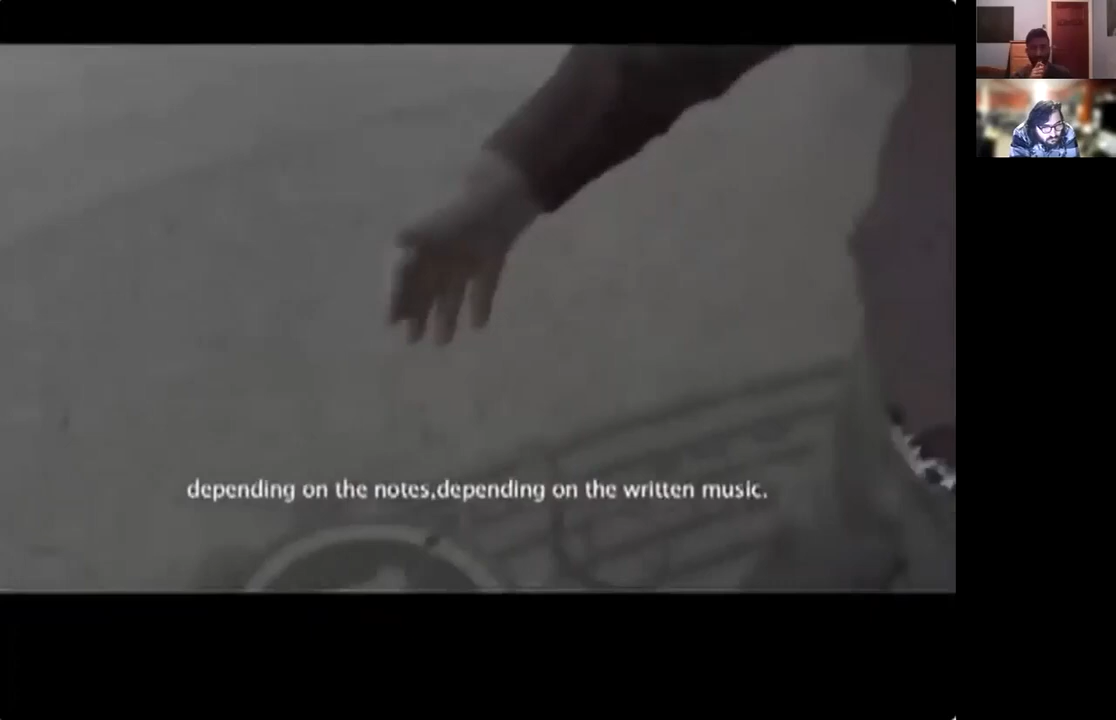 depending on the notes,depending on the written music.